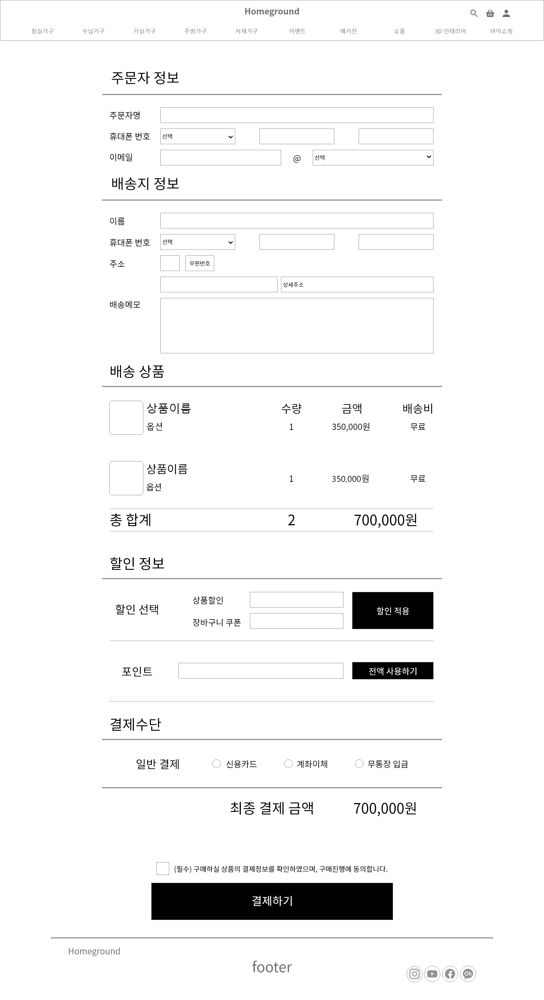 Homeground
침실가구 수납가구 거실가구 주방가구 서재가구 이벤트 매거진 쇼룸 3D 인테리어 마이쇼핑
주문자 정보
주문자명
휴대폰 번호 선택
이메일 @ 선택
배송지 정보
이름
휴대폰 번호 선택
주소 우편번호
상세주소
배송메모
배송 상품
상품이름 수량 금액 배송비
옵션 1 350,000원 무료
상품이름
1 350,000원 무료
옵션
총 합계 2 700,000원
할인 정보
상품할인
할인 선택 할인 적용
장바구니 쿠폰
포인트 전액 사용하기
결제수단
일반 결제 신용카드 계좌이체 무통장 입금
최종 결제 금액 700,000원
(필수) 구매하실 상품의 결제정보를 확인하였으며, 구매진행에 동의합니다.
결제하기
Homeground
footer
Ch